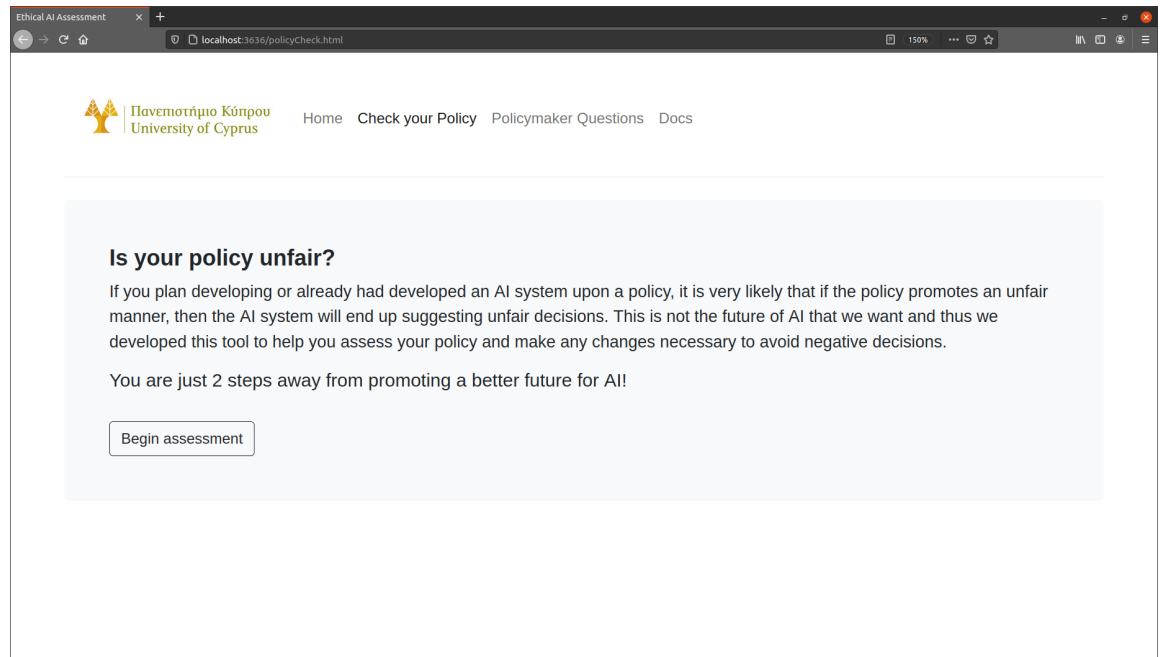 Ethical AI Assessment
localhost:3636/policyCheck.html
150%
Πανεπιστήμιο Κύπρου
University of Cyprus
Home Check your Policy Policymaker Questions Docs
Is your policy unfair?
If you plan developing or already had developed an AI system upon a policy, it is very likely that if the policy promotes an unfair
manner, then the AI system will end up suggesting unfair decisions. This is not the future of AI that we want and thus we
developed this tool to help you assess your policy and make any changes necessary to avoid negative decisions.
You are just 2 steps away from promoting a better future for AI!
Begin assessment